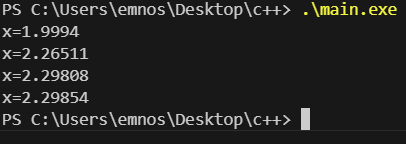 PS C:\Users\emnos\Desktop\c++> .\main.exe
x=1.9994
x=2.26511
x=2.29808
x=2.29854
PS C:\Users\emnos\Desktop\c++>